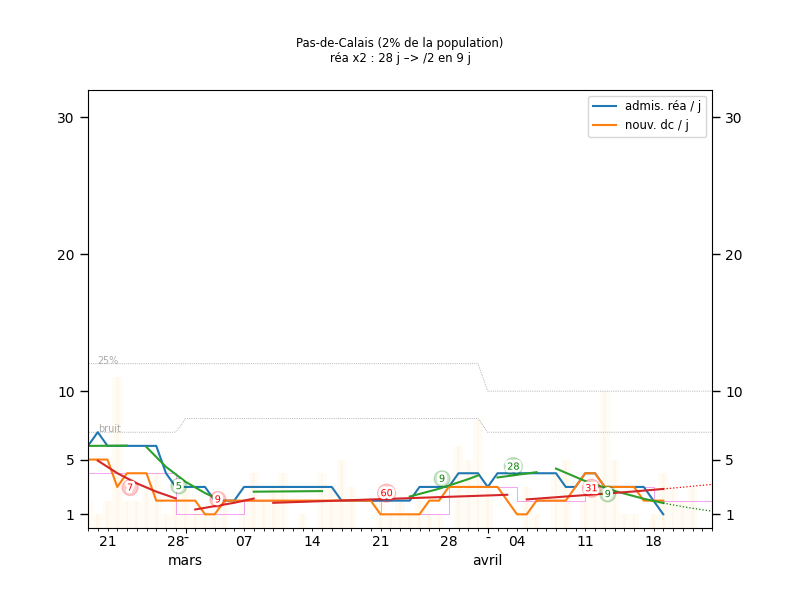 Pas-de-Calais (2% de la population)
réa x2 : 28 j –> /2 en 9 j
admis. réa / j
nouv. dc / j
30 30
20 20
25%
10 10
bruit
5 5
7 5 9 60 9 28 31 9
1 1
21 28 07 14 21 28 04 11 18
mars avril